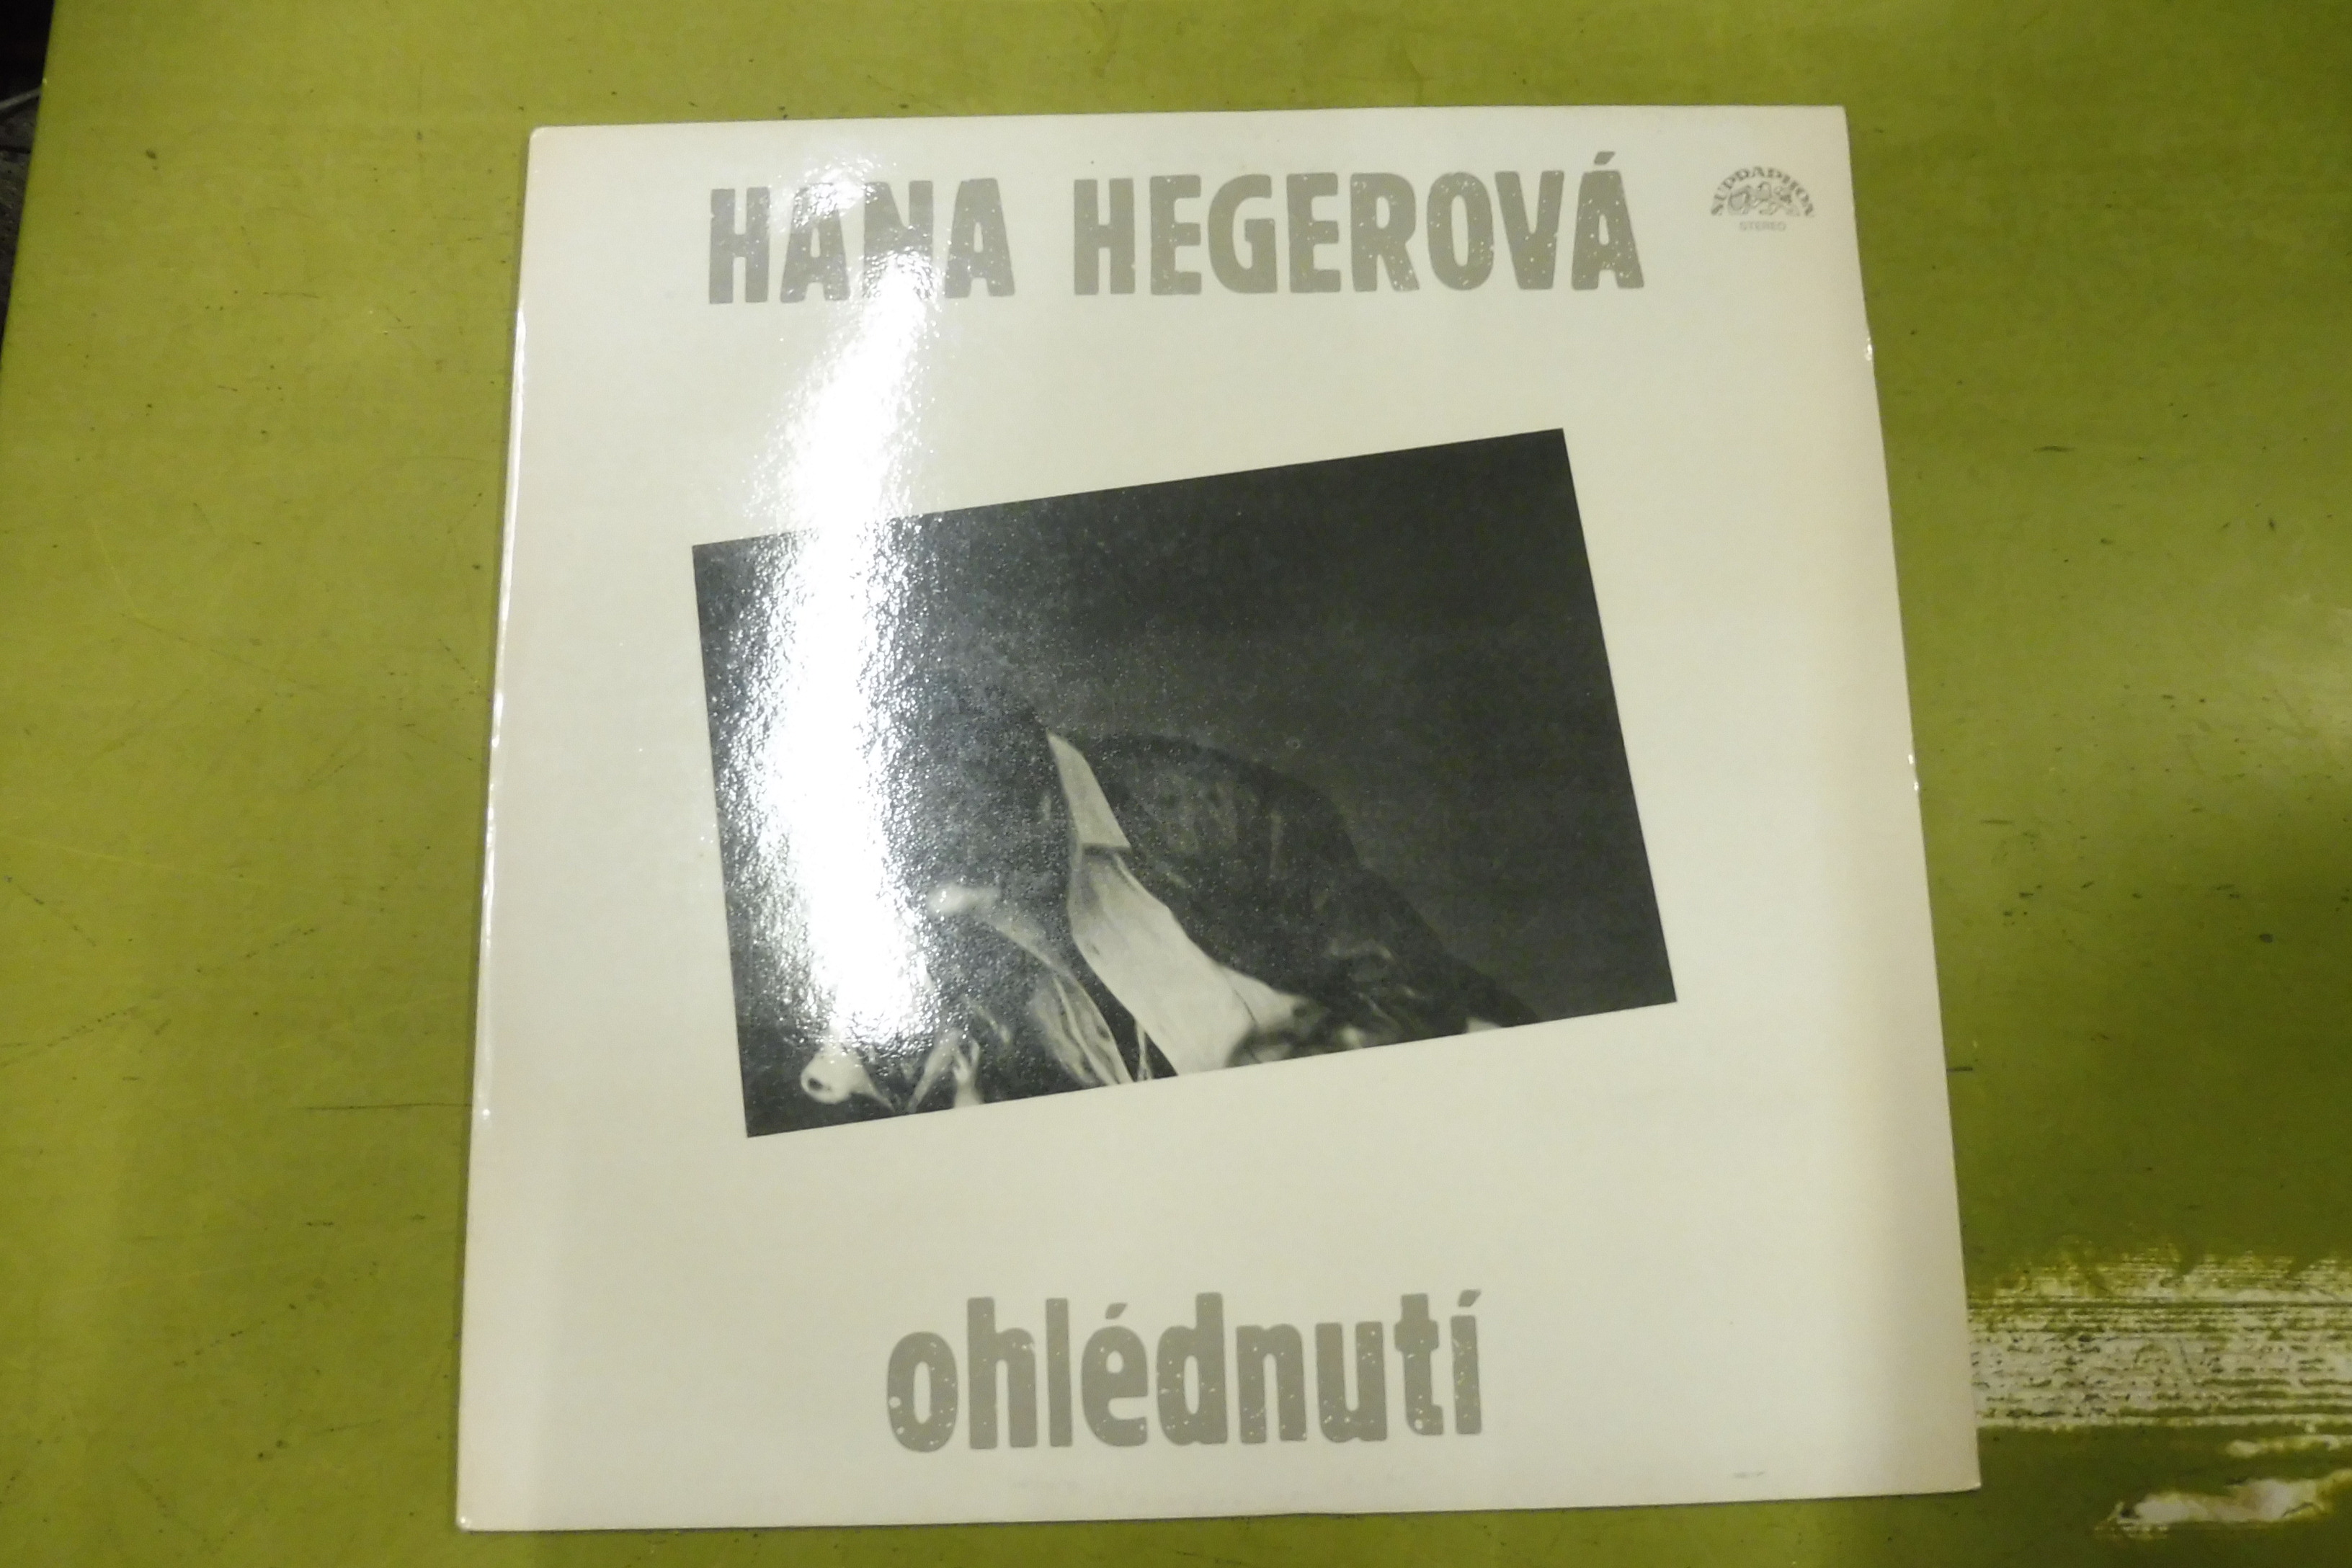 HANA HEGEROVÁ
SUPRAPHON
STEREO
ohlédnutí